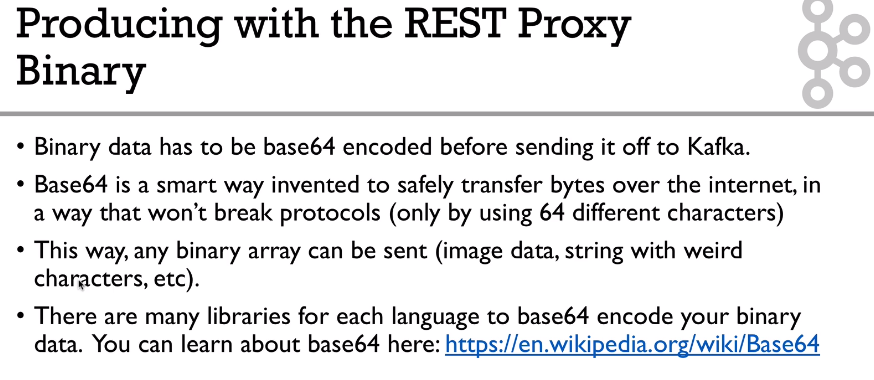 Producing with the REST Proxy
Binary
• Binary data has to be base64 encoded before sending it off to Kafka.
• Base64 is a smart way invented to safely transfer bytes over the internet, in
a way that won't break protocols (only by using 64 different characters)
• This way, any binary array can be sent (image data, string with weird
characters, etc).
• There are many libraries for each language to base64 encode your binary
data. You can learn about base64 here: https://en.wikipedia.org/wiki/Base64